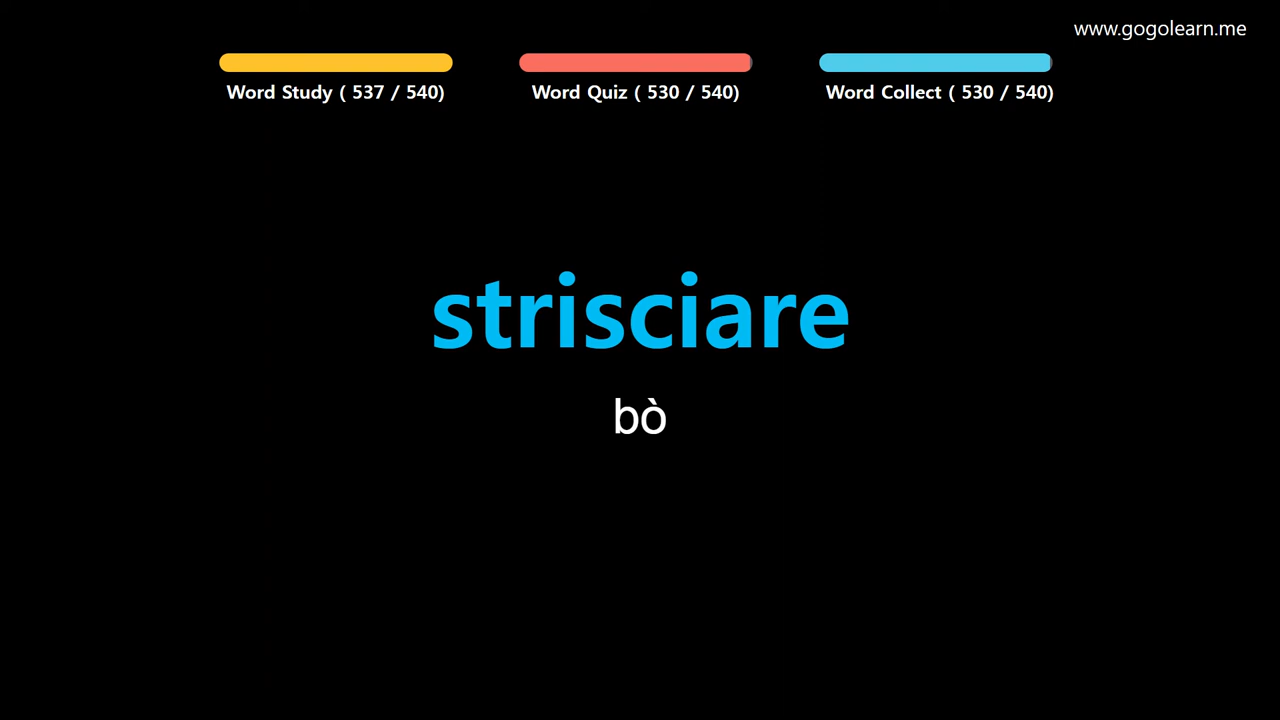 www.gogolearn.me
Word Study ( 537 / 540)
Word Quiz ( 530 / 540)
Word Collect ( 530 / 540)
strisciare
bò